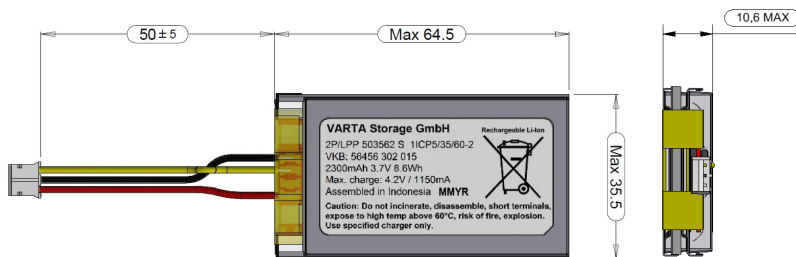 50 ± 5
Max 64.5
10,6 MAX
VARTA Storage GmbH
Rechargeable Li-Ion
2P/LPP 503562 S 1ICP5/35/60-2
VKB: 56456 302 015
2300mAh 3.7V 8.6Wh
Max. charge: 4.2V / 1150mA
Assembled in Indonesia MMYR
Caution: Do not incinerate, disassemble, short terminals,
expose to high temp above 60°C, risk of fire, explosion.
Use specified charger only.
Max 35.5